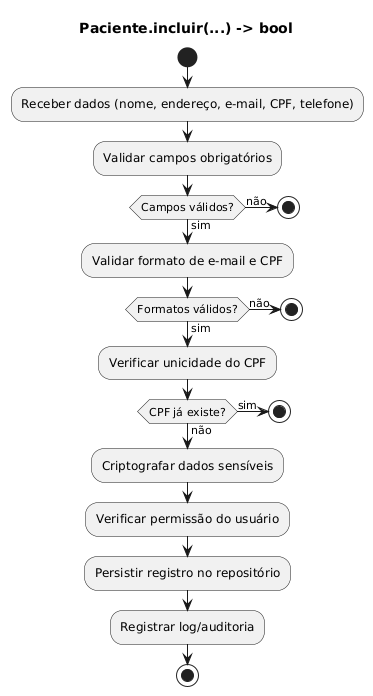 Paciente.incluir(...) -> bool
Receber dados (nome, endereço, e-mail, CPF, telefone)
Validar campos obrigatórios
Campos válidos?
não
sim
Validar formato de e-mail e CPF
Formatos válidos?
não
sim
Verificar unicidade do CPF
CPF já existe?
sim
não
Criptografar dados sensíveis
Verificar permissão do usuário
Persistir registro no repositório
Registrar log/auditoria